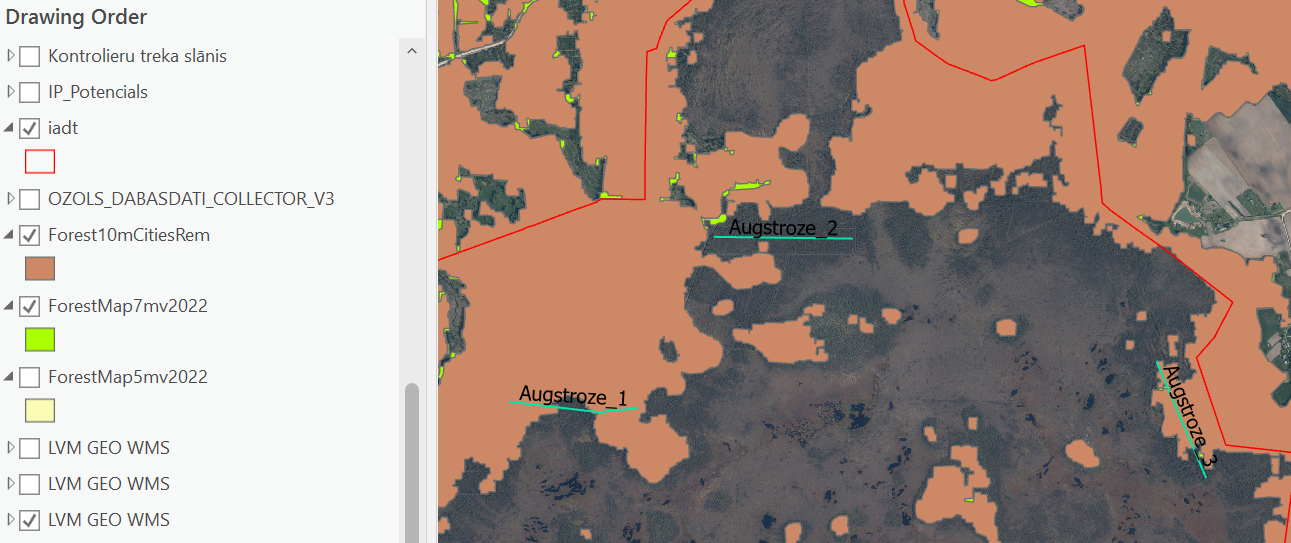 Drawing Order
Kontrolieru treka slānis
IP_Potencials
iadt
OZOLS_DABASDATI_COLLECTOR_V3
Forest10mCitiesRem
ForestMap7mv2022
ForestMap5mv2022
LVM GEO WMS
LVM GEO WMS
LVM GEO WMS
Augstroze_2
Augstroze_1
Augstroze_3